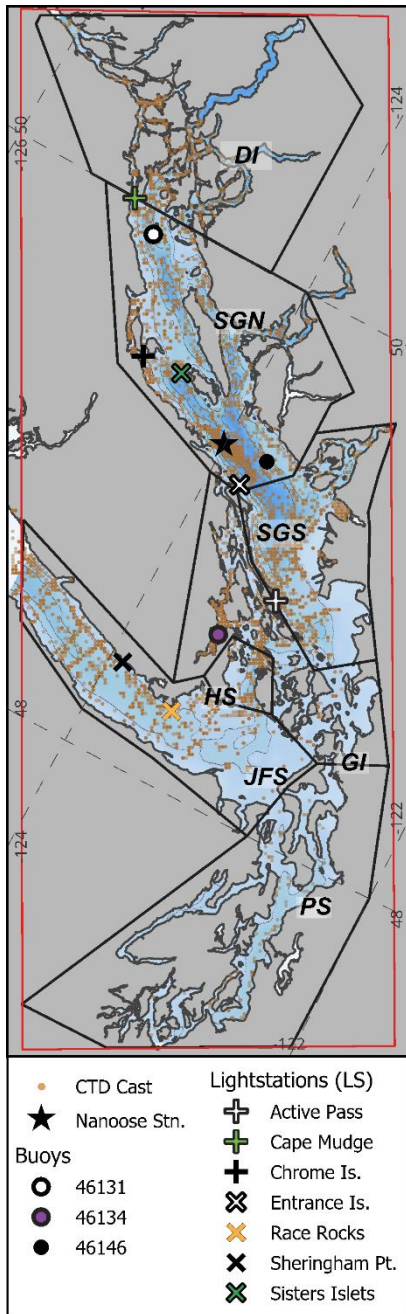 -124
-126 50
DI
SGN
50
SGS
HS
48
JFS
GI
-122
124
PS
48
-122
CTD Cast
Nanoose Stn.
Buoys
46131
46134
46146
Lightstations (LS)
Active Pass
Cape Mudge
Chrome Is.
Entrance Is.
Race Rocks
Sheringham Pt.
Sisters Islets